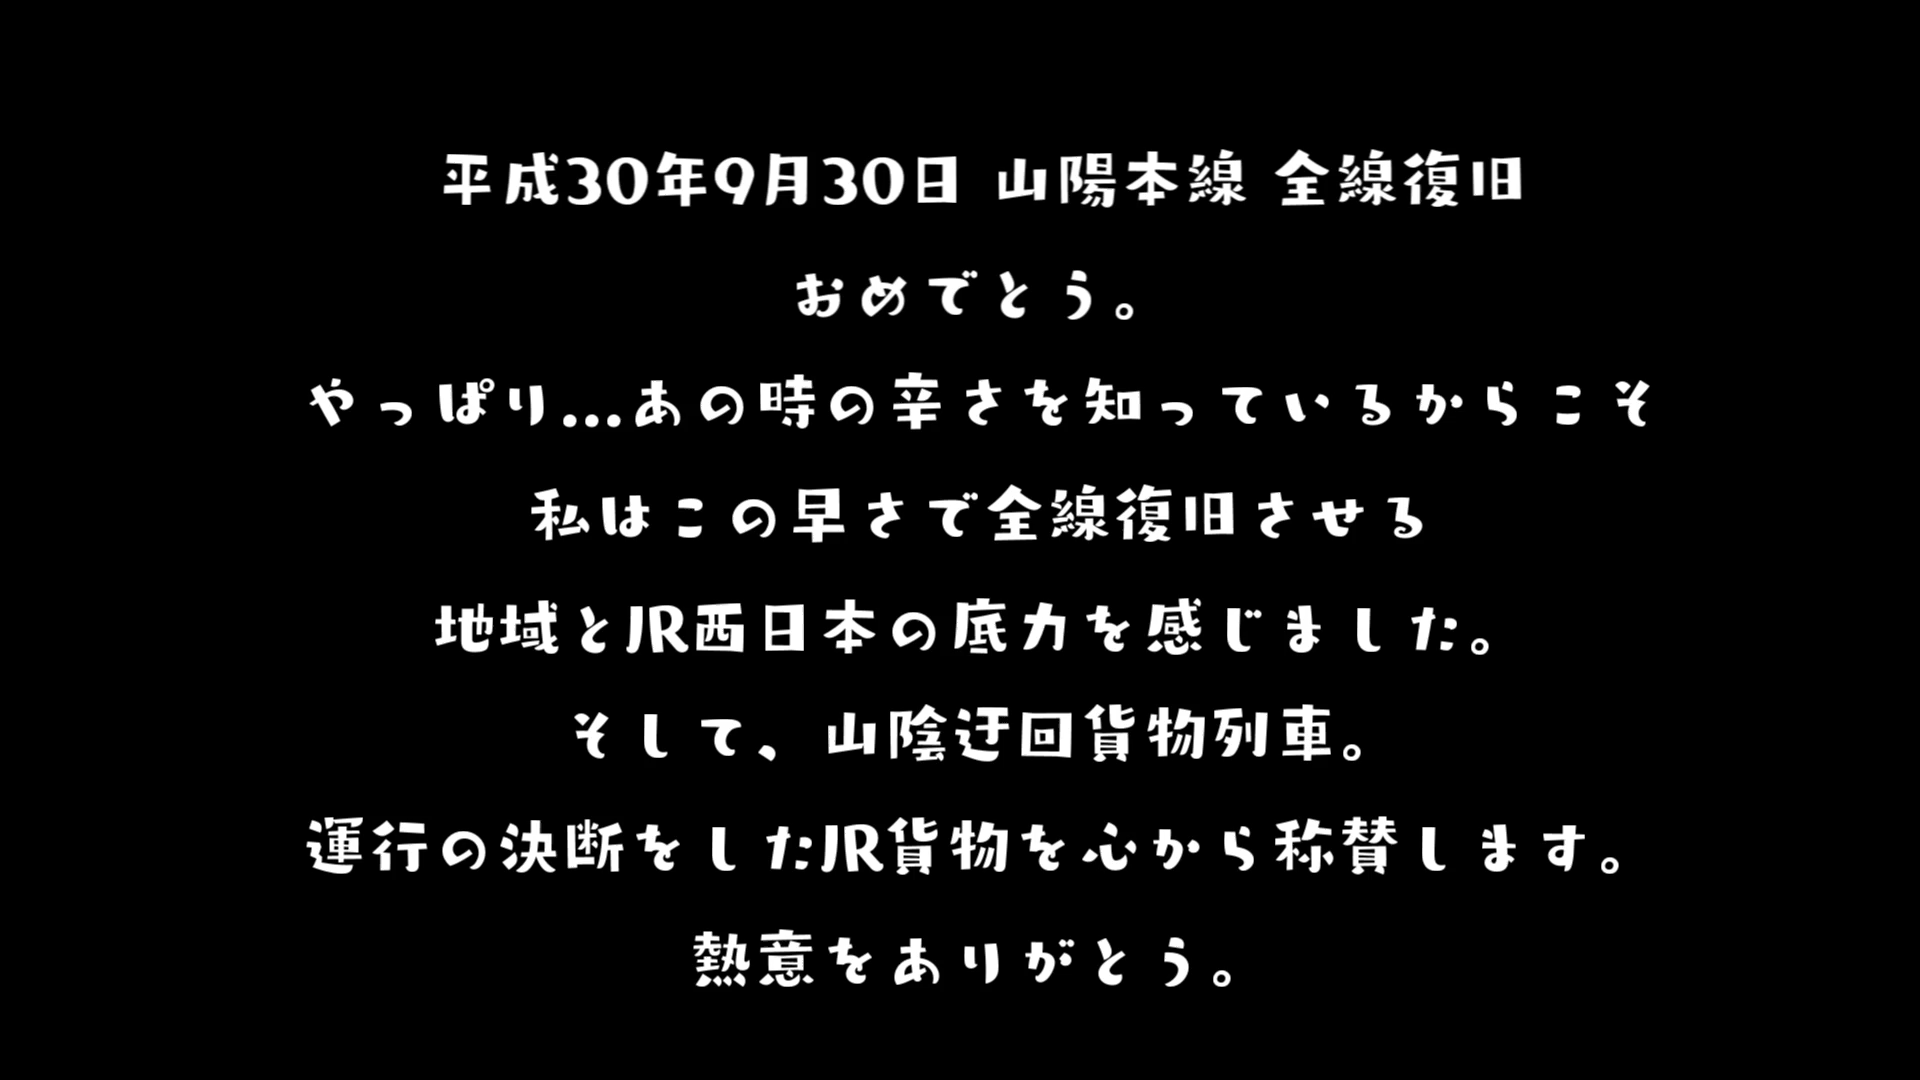 平成30年9月30日 山陽本線 全線復旧
おめでとう。
やっぱり...あの時の辛さを知っているからこそ
私はこの早さで全線復旧させる
地域とJR西日本の底力を感じました。
そして、山陰迂回貨物列車。
運行の決断をしたJR貨物を心から称賛します。
熱意をありがとう。